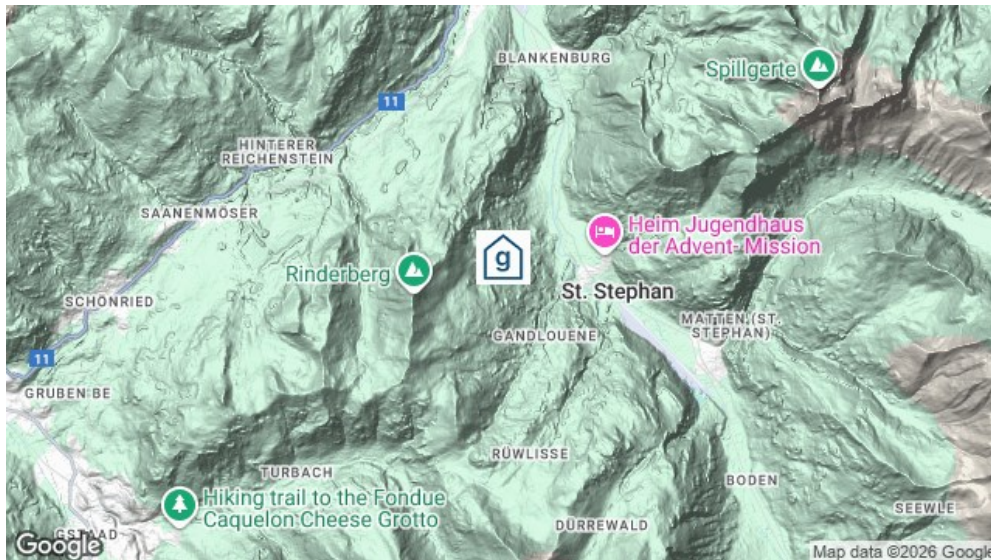 BLANKENBURG
Spillgerte
11
HINTERER
REICHENSTEIN
SAANENMÖSER
Heim Jugendhaus
der Advent- Mission
g
Rinderberg
St. Stephan
SCHÖNRIED
MATTEN (ST.
STEPHAN)
GANDLOUENE
11
GRUBEN BE
RÜWLISSE
TURBACH
BODEN
Hiking trail to the Fondue
Caquelon Cheese Grotto
SEEWLE
DÜRREWALD
GSTAAD
Google
Map data ©2026 Google